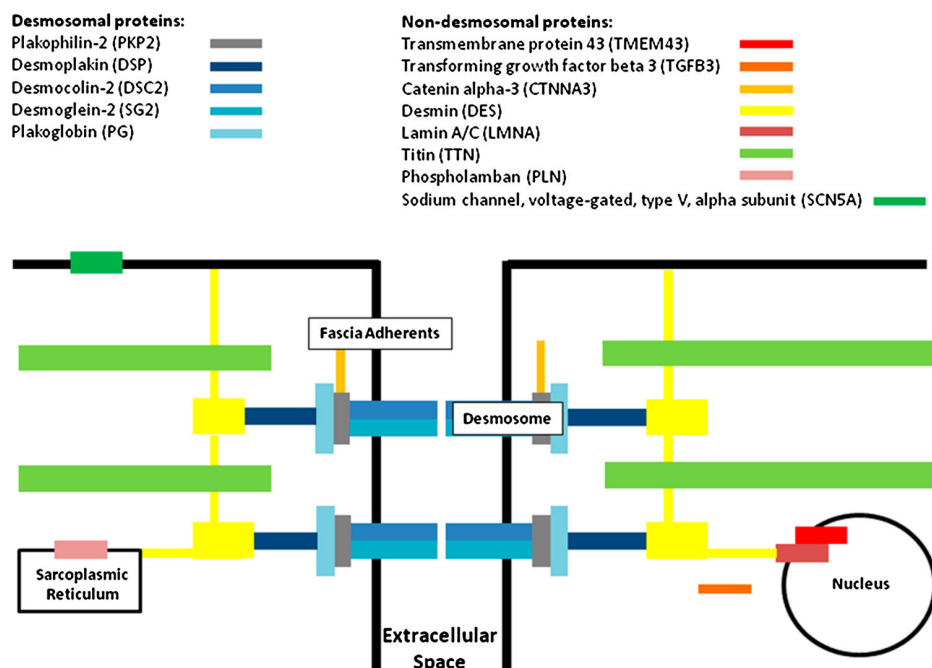 Desmosomal proteins:
Plakophilin-2 (PKP2)
Desmoplakin (DSP)
Desmocolin-2 (DSC2)
Desmoglein-2 (SG2)
Plakoglobin (PG)
Non-desmosomal proteins:
Transmembrane protein 43 (TMEM43)
Transforming growth factor beta 3 (TGFB3)
Catenin alpha-3 (CTNNA3)
Desmin (DES)
Lamin A/C (LMNA)
Titin (TTN)
Phospholamban (PLN)
Sodium channel, voltage-gated, type V, alpha subunit (SCN5A)
Fascia Adherents
Desmosome
Sarcoplasmic
Reticulum
Nucleus
Extracellular
Space